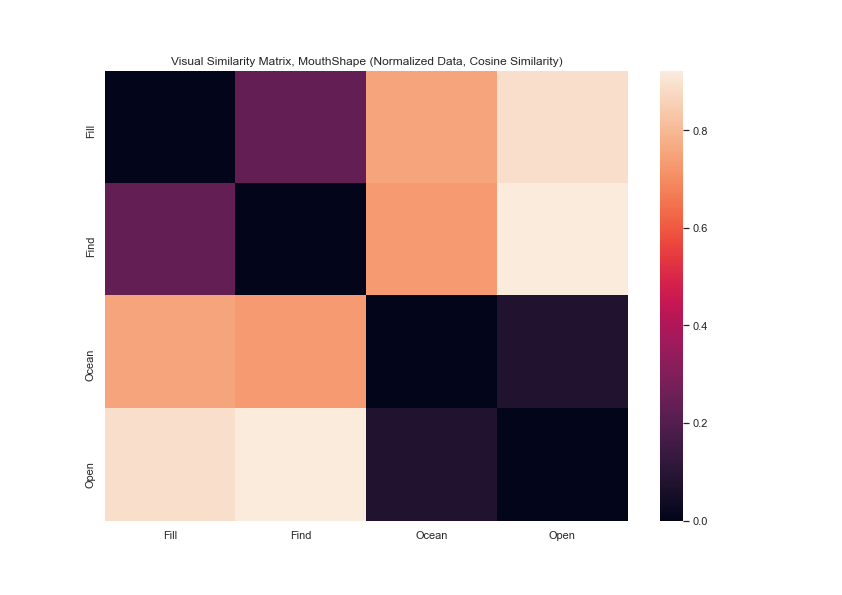 Visual Similarity Matrix, MouthShape (Normalized Data, Cosine Similarity)
Fill
Find
Ocean
Open
Fill Find Ocean Open
0.8
0.6
0.4
0.2
0.0